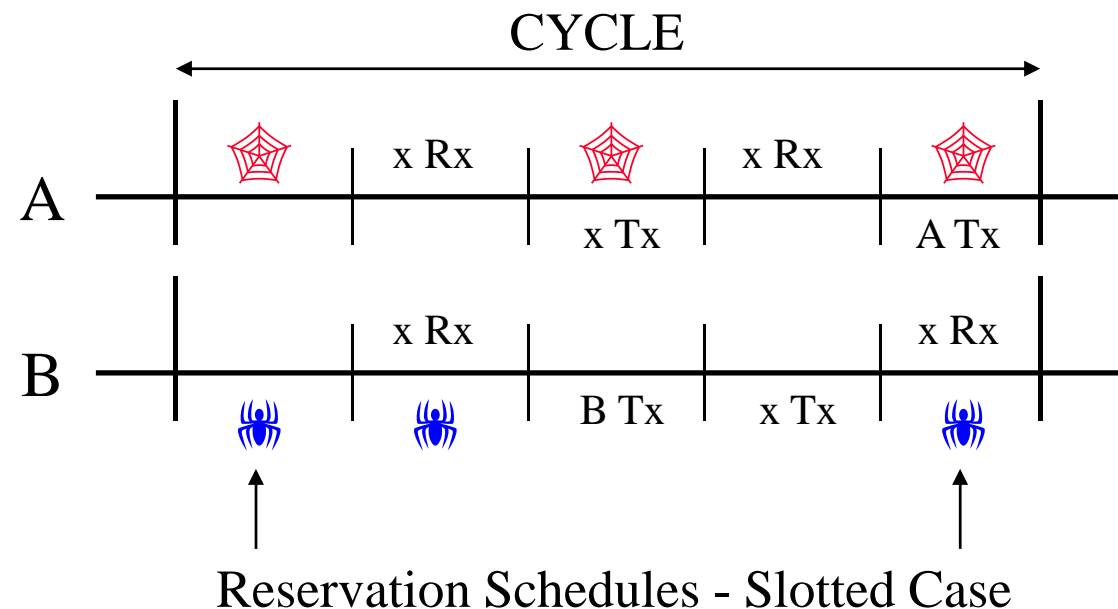 CYCLE
x Rx x Rx
A
x Tx A Tx
x Rx x Rx
B
B Tx x Tx
Reservation Schedules - Slotted Case